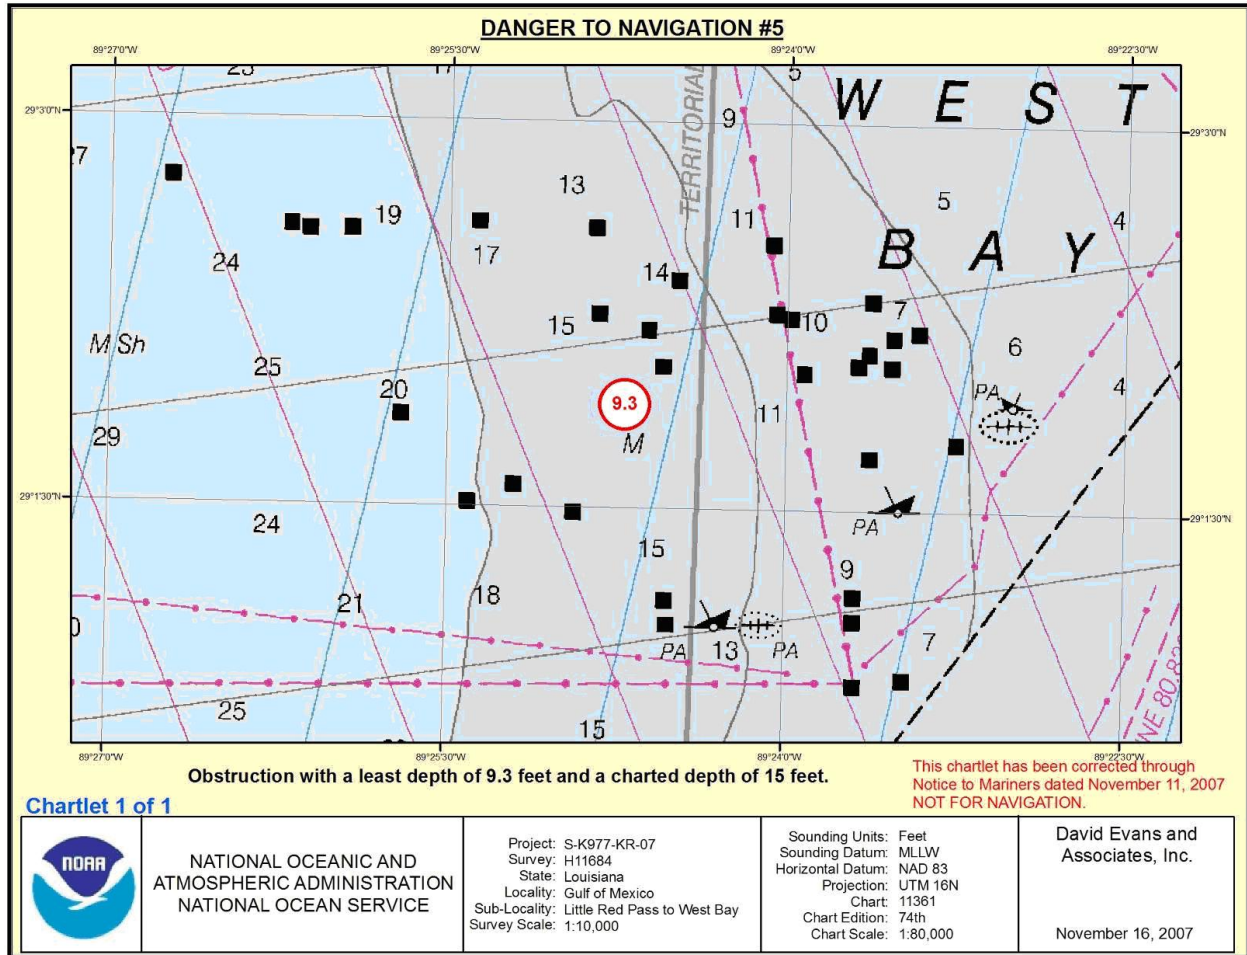 DANGER TO NAVIGATION #5
89°27'0"W 89°25'30"W 89°24'0"W 89°22'30"W
23 17 5
W E S T
29°3'0"N 9 29°3'0"N
TERRITORIAL
27
13
19 11 5 4
17
24 14 B A Y
15 10 7
M Sh 6
25
20 PA 4
9.3
11
29 M
29°1'30"N 29°1'30"N
24 PA
15
9
21 18
PA 13 PA 7
25 15
NE 80.83
89°27'0"W 89°25'30"W 89°24'0"W 89°22'30"W
Obstruction with a least depth of 9.3 feet and a charted depth of 15 feet.
This chartlet has been corrected through
Notice to Mariners dated November 11, 2007
NOT FOR NAVIGATION.
Chartlet 1 of 1
NOAA
NATIONAL OCEANIC AND
ATMOSPHERIC ADMINISTRATION
NATIONAL OCEAN SERVICE
Project: S-K977-KR-07
Survey: H11684
State: Louisiana
Locality: Gulf of Mexico
Sub-Locality: Little Red Pass to West Bay
Survey Scale: 1:10,000
Sounding Units: Feet
Sounding Datum: MLLW
Horizontal Datum: NAD 83
Projection: UTM 16N
Chart: 11361
Chart Edition: 74th
Chart Scale: 1:80,000
David Evans and
Associates, Inc.
November 16, 2007